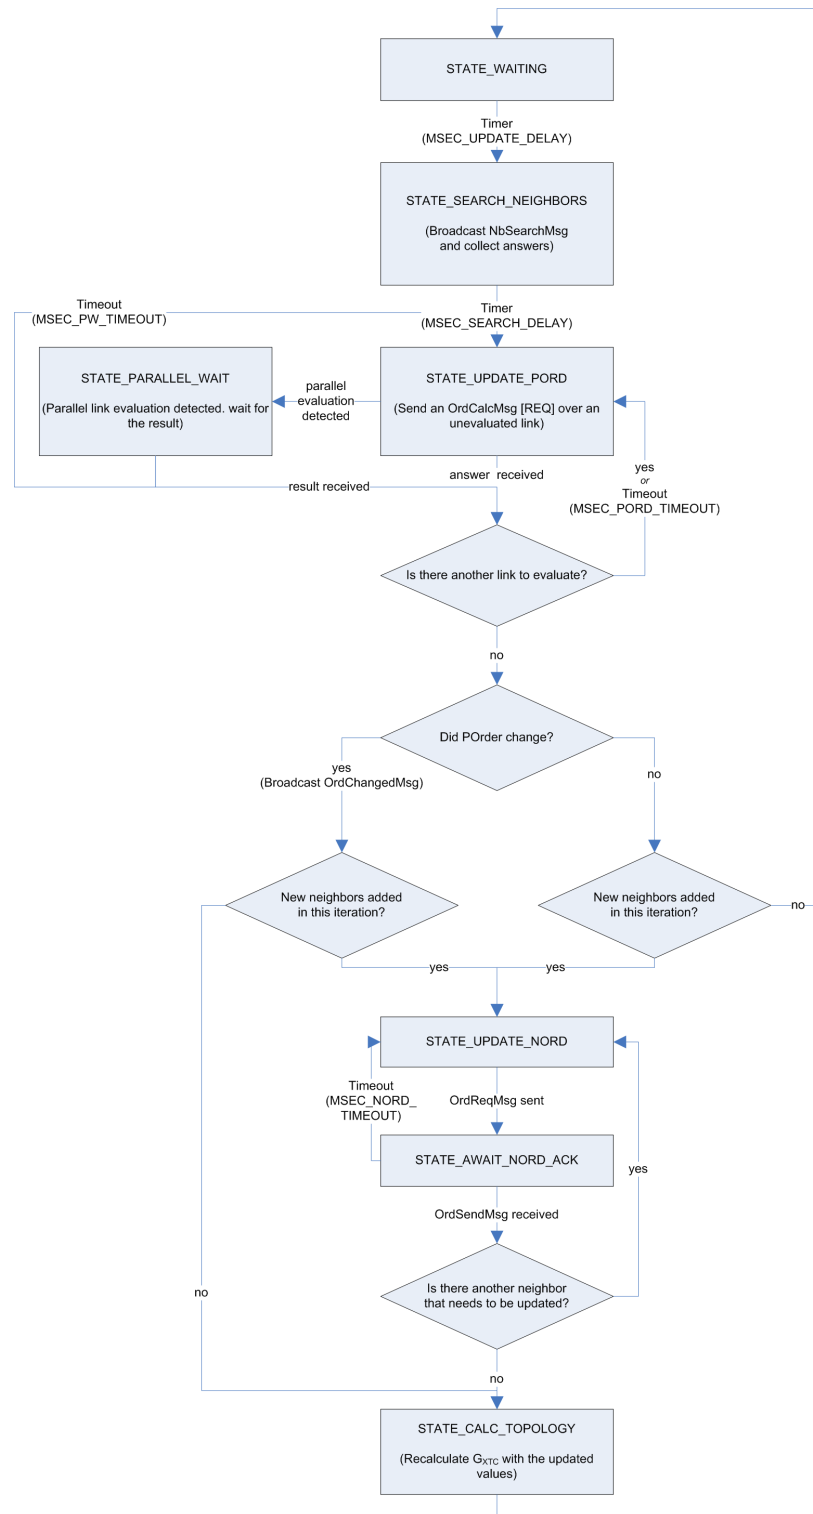 STATE_WAITING
Timer
(MSEC_UPDATE_DELAY)
STATE_SEARCH_NEIGHBORS
(Broadcast NbSearchMsg
and collect answers)
Timeout
(MSEC_PW_TIMEOUT)
Timer
(MSEC_SEARCH_DELAY)
STATE_PARALLEL_WAIT
(Parallel link evaluation detected. wait for
the result)
parallel
evaluation
detected
STATE_UPDATE_PORD
(Send an OrdCalcMsg [REQ] over an
unevaluated link)
answer received
result received
yes
or
Timeout
(MSEC_PORD_TIMEOUT)
Is there another link to evaluate?
no
Did POrder change?
yes
(Broadcast OrdChangedMsg)
no
New neighbors added
in this iteration?
New neighbors added
in this iteration?
no
yes
yes
STATE_UPDATE_NORD
Timeout
(MSEC_NORD_
TIMEOUT)
OrdReqMsg sent
STATE_AWAIT_NORD_ACK
yes
OrdSendMsg received
Is there another neighbor
that needs to be updated?
no
no
STATE_CALC_TOPOLOGY
(Recalculate GXTC with the updated
values)